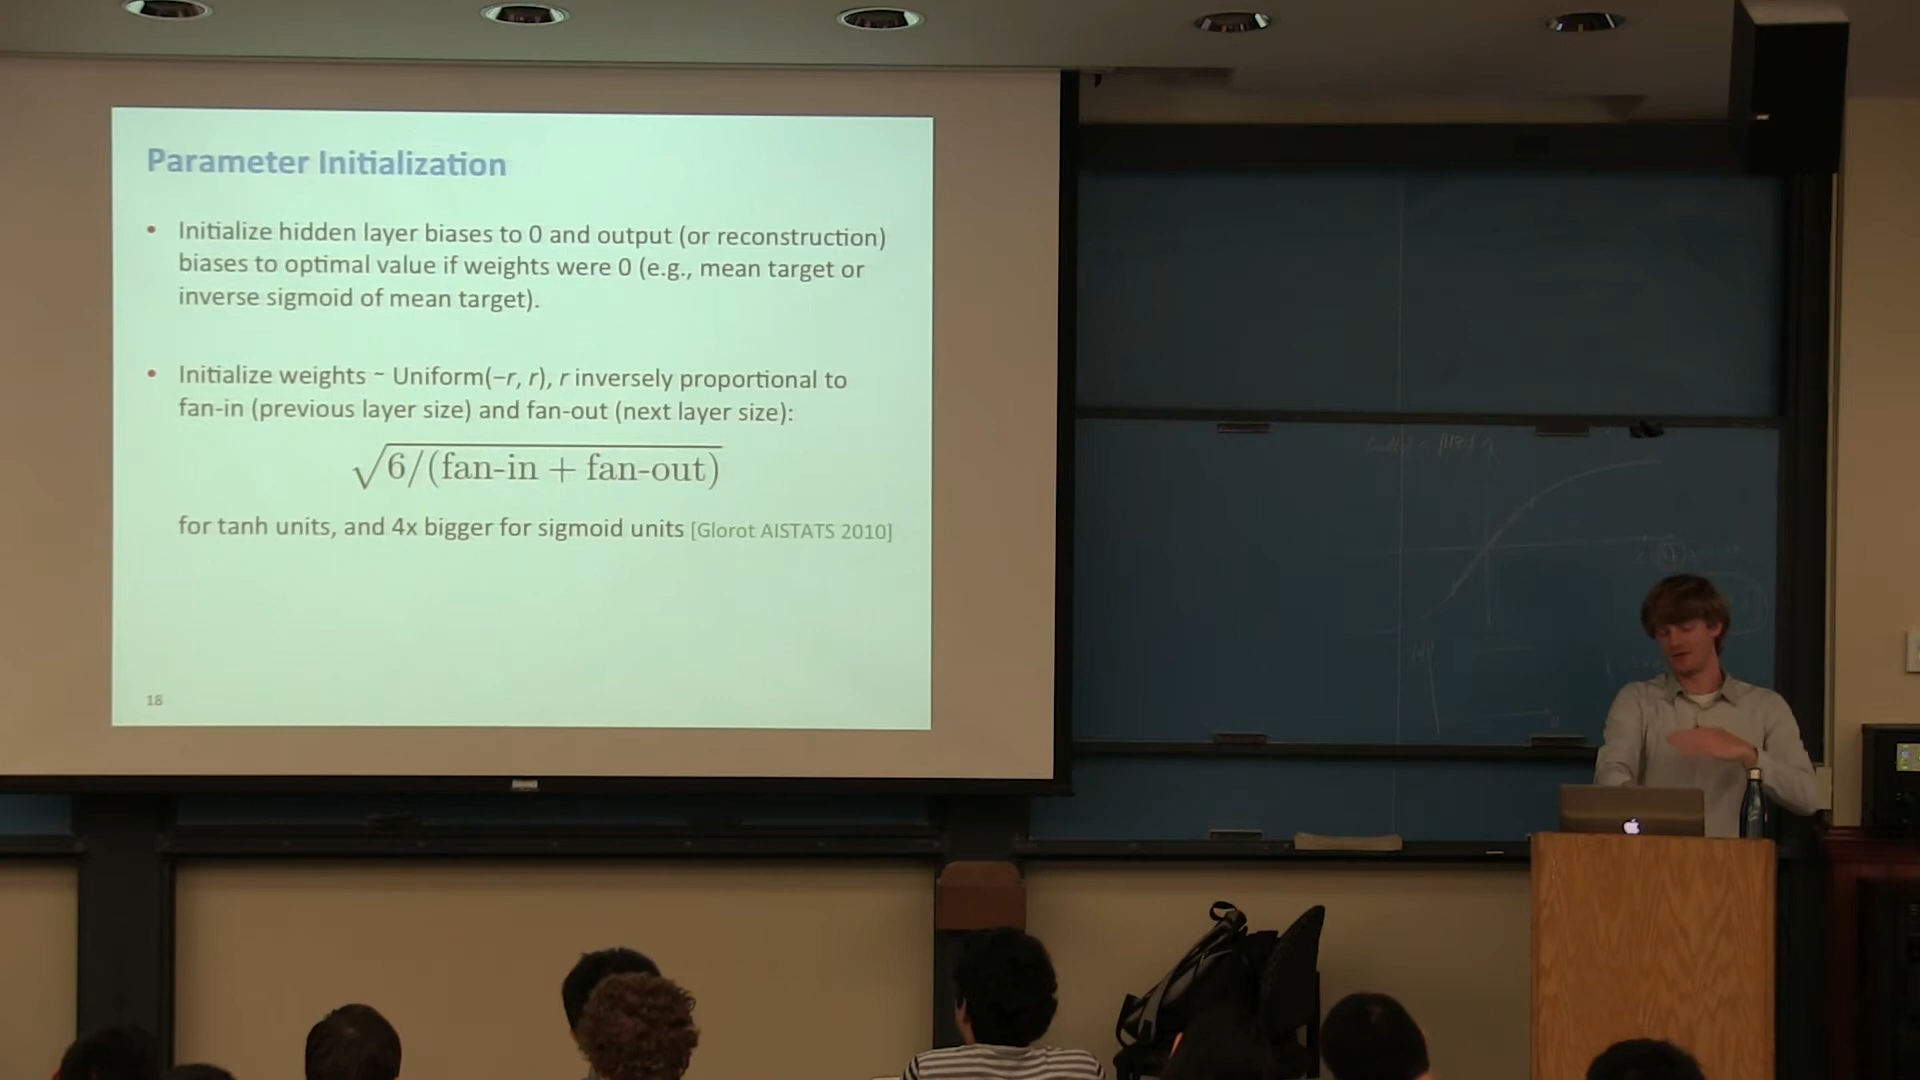 Parameter Initialization
• Initialize hidden layer biases to 0 and output (or reconstruction)
biases to optimal value if weights were 0 (e.g., mean target or
inverse sigmoid of mean target).
• Initialize weights ~ Uniform(−r, r), r inversely proportional to
fan-in (previous layer size) and fan-out (next layer size):
√6/(fan-in + fan-out)
for tanh units, and 4x bigger for sigmoid units [Glorot AISTATS 2010]
18